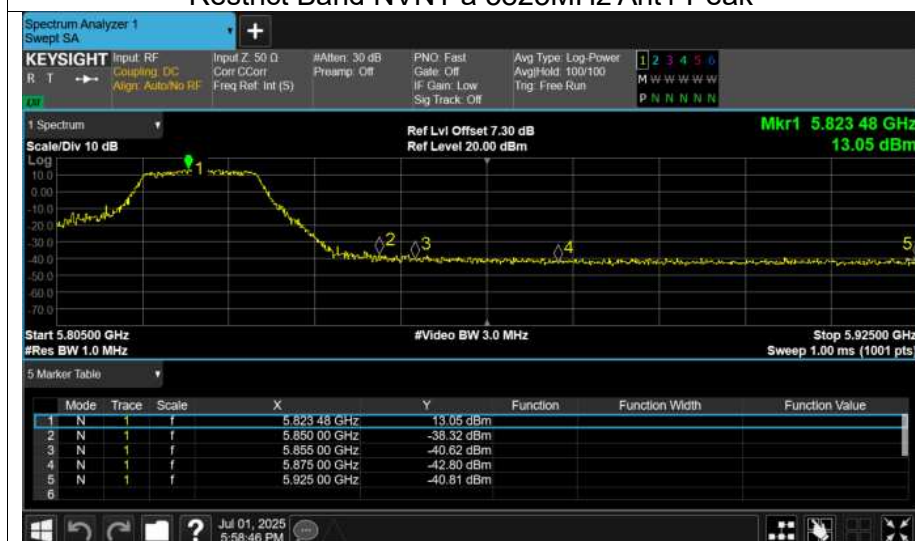 Restrict Band NVNT a 5825MHz Ant1 Peak
Spectrum Analyzer 1
Swept SA
+
KEYSIGHT
R T
Input: RF
Coupling: DC
Align: Auto/No RF
Input Z: 50 Ω
Corr CCorr
Freq Ref: Int (S)
#Atten: 30 dB
Preamp: Off
PNO: Fast
Gate: Off
IF Gain: Low
Sig Track: Off
Avg Type: Log-Power
Avg|Hold: 100/100
Trig: Free Run
1 2 3 4 5 6
M W W W W W
P N N N N N
1 Spectrum
Scale/Div 10 dB
Ref Lvl Offset 7.30 dB
Ref Level 20.00 dBm
Mkr1 5.823 48 GHz
13.05 dBm
Log
10.0
0.00
-10.0
-20.0
-30.0
-40.0
-50.0
-60.0
-70.0
1
2
3
4
5
Start 5.80500 GHz
#Video BW 3.0 MHz
Stop 5.92500 GHz
#Res BW 1.0 MHz
Sweep 1.00 ms (1001 pts)
5 Marker Table
Mode Trace Scale X Y Function Function Width Function Value
1 N 1 f 5.823 48 GHz 13.05 dBm
2 N 1 f 5.850 00 GHz -38.32 dBm
3 N 1 f 5.855 00 GHz -40.62 dBm
4 N 1 f 5.875 00 GHz -42.80 dBm
5 N 1 f 5.925 00 GHz -40.81 dBm
6
?
Jul 01, 2025
5:58:46 PM